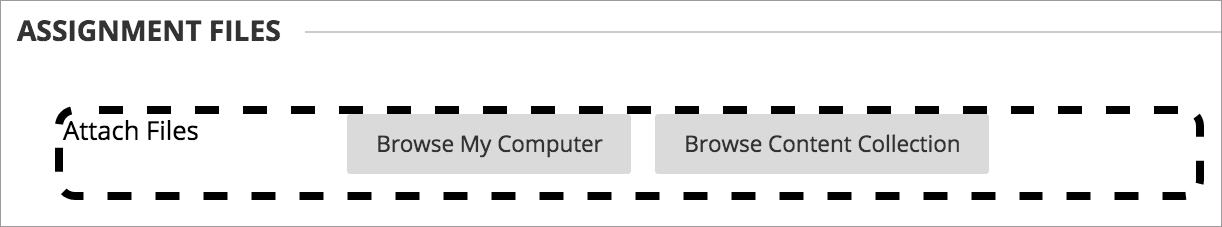 ASSIGNMENT FILES
Attach Files Browse My Computer Browse Content Collection